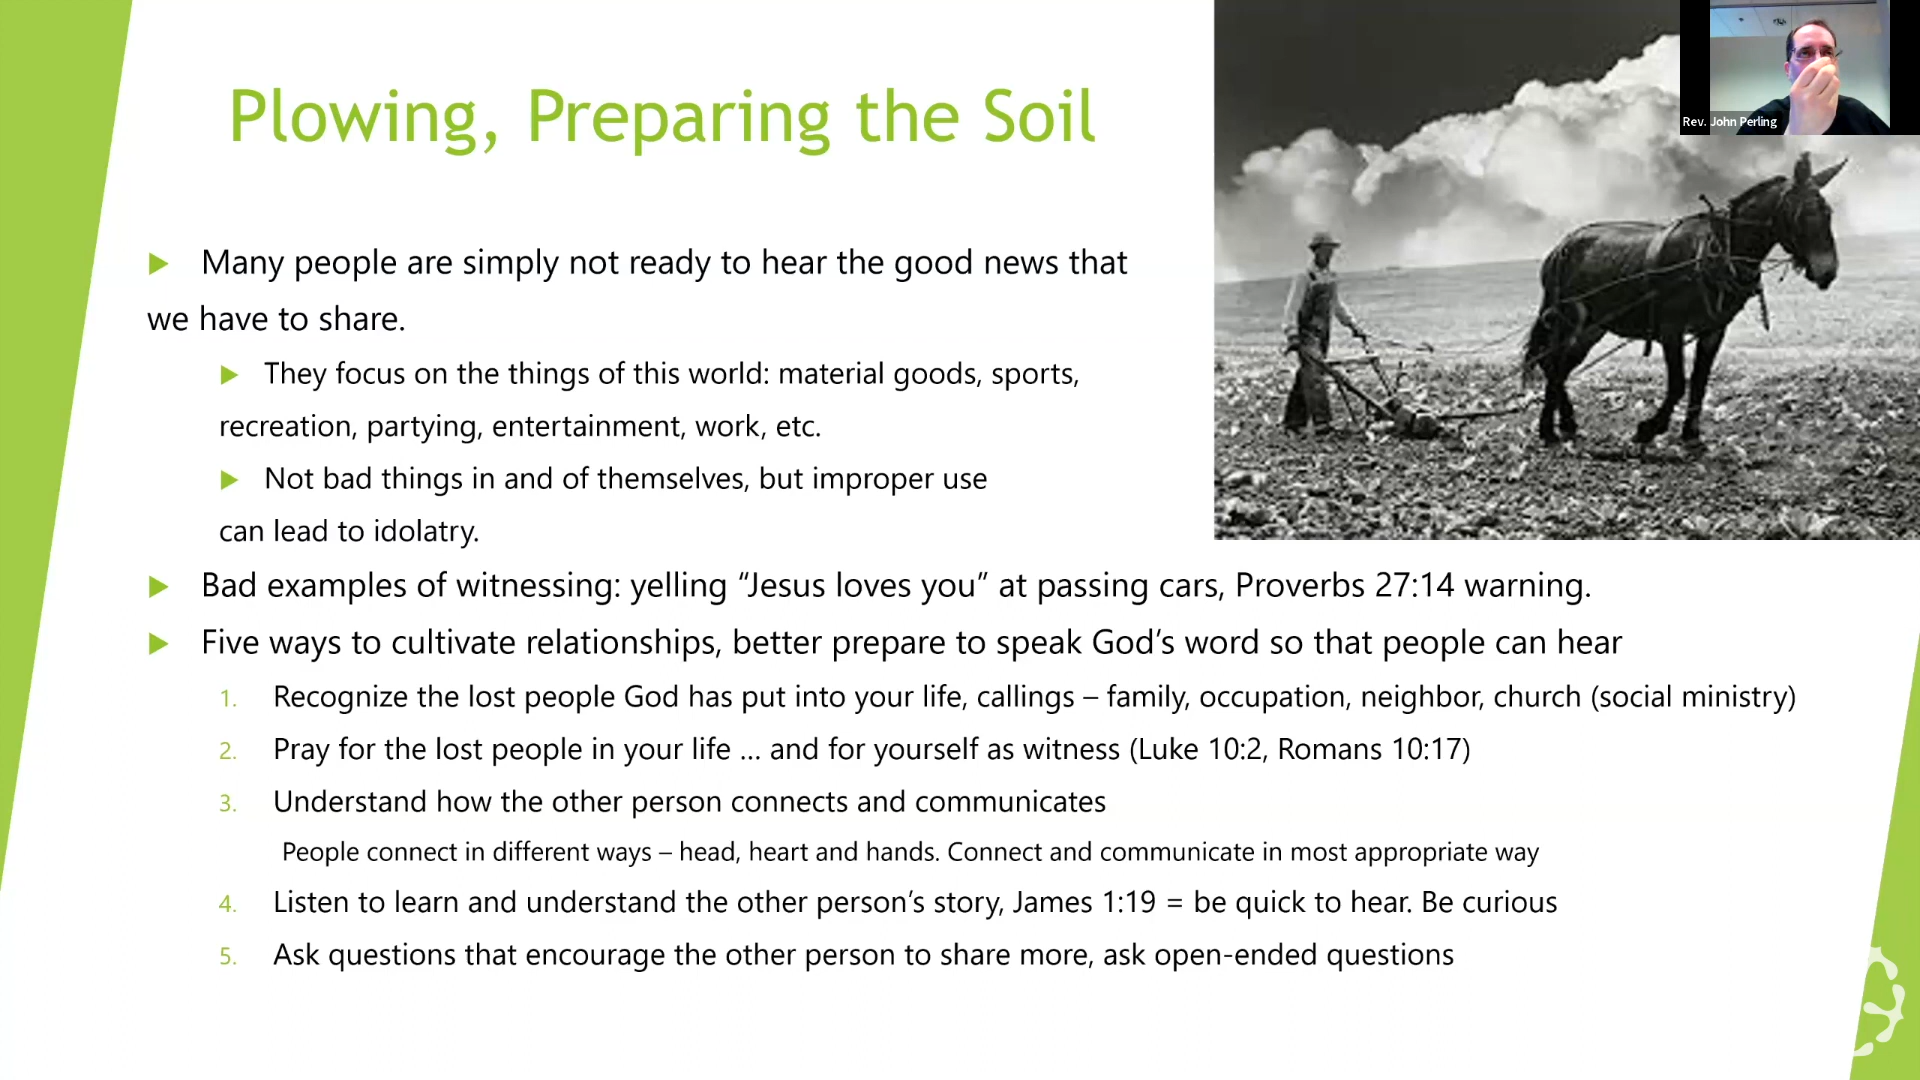 Plowing, Preparing the Soil
Rev. John Perling
Many people are simply not ready to hear the good news that
we have to share.
They focus on the things of this world: material goods, sports,
recreation, partying, entertainment, work, etc.
Not bad things in and of themselves, but improper use
can lead to idolatry.
Bad examples of witnessing: yelling “Jesus loves you” at passing cars, Proverbs 27:14 warning.
Five ways to cultivate relationships, better prepare to speak God’s word so that people can hear
1. Recognize the lost people God has put into your life, callings – family, occupation, neighbor, church (social ministry)
2. Pray for the lost people in your life … and for yourself as witness (Luke 10:2, Romans 10:17)
3. Understand how the other person connects and communicates
People connect in different ways – head, heart and hands. Connect and communicate in most appropriate way
4. Listen to learn and understand the other person’s story, James 1:19 = be quick to hear. Be curious
5. Ask questions that encourage the other person to share more, ask open-ended questions